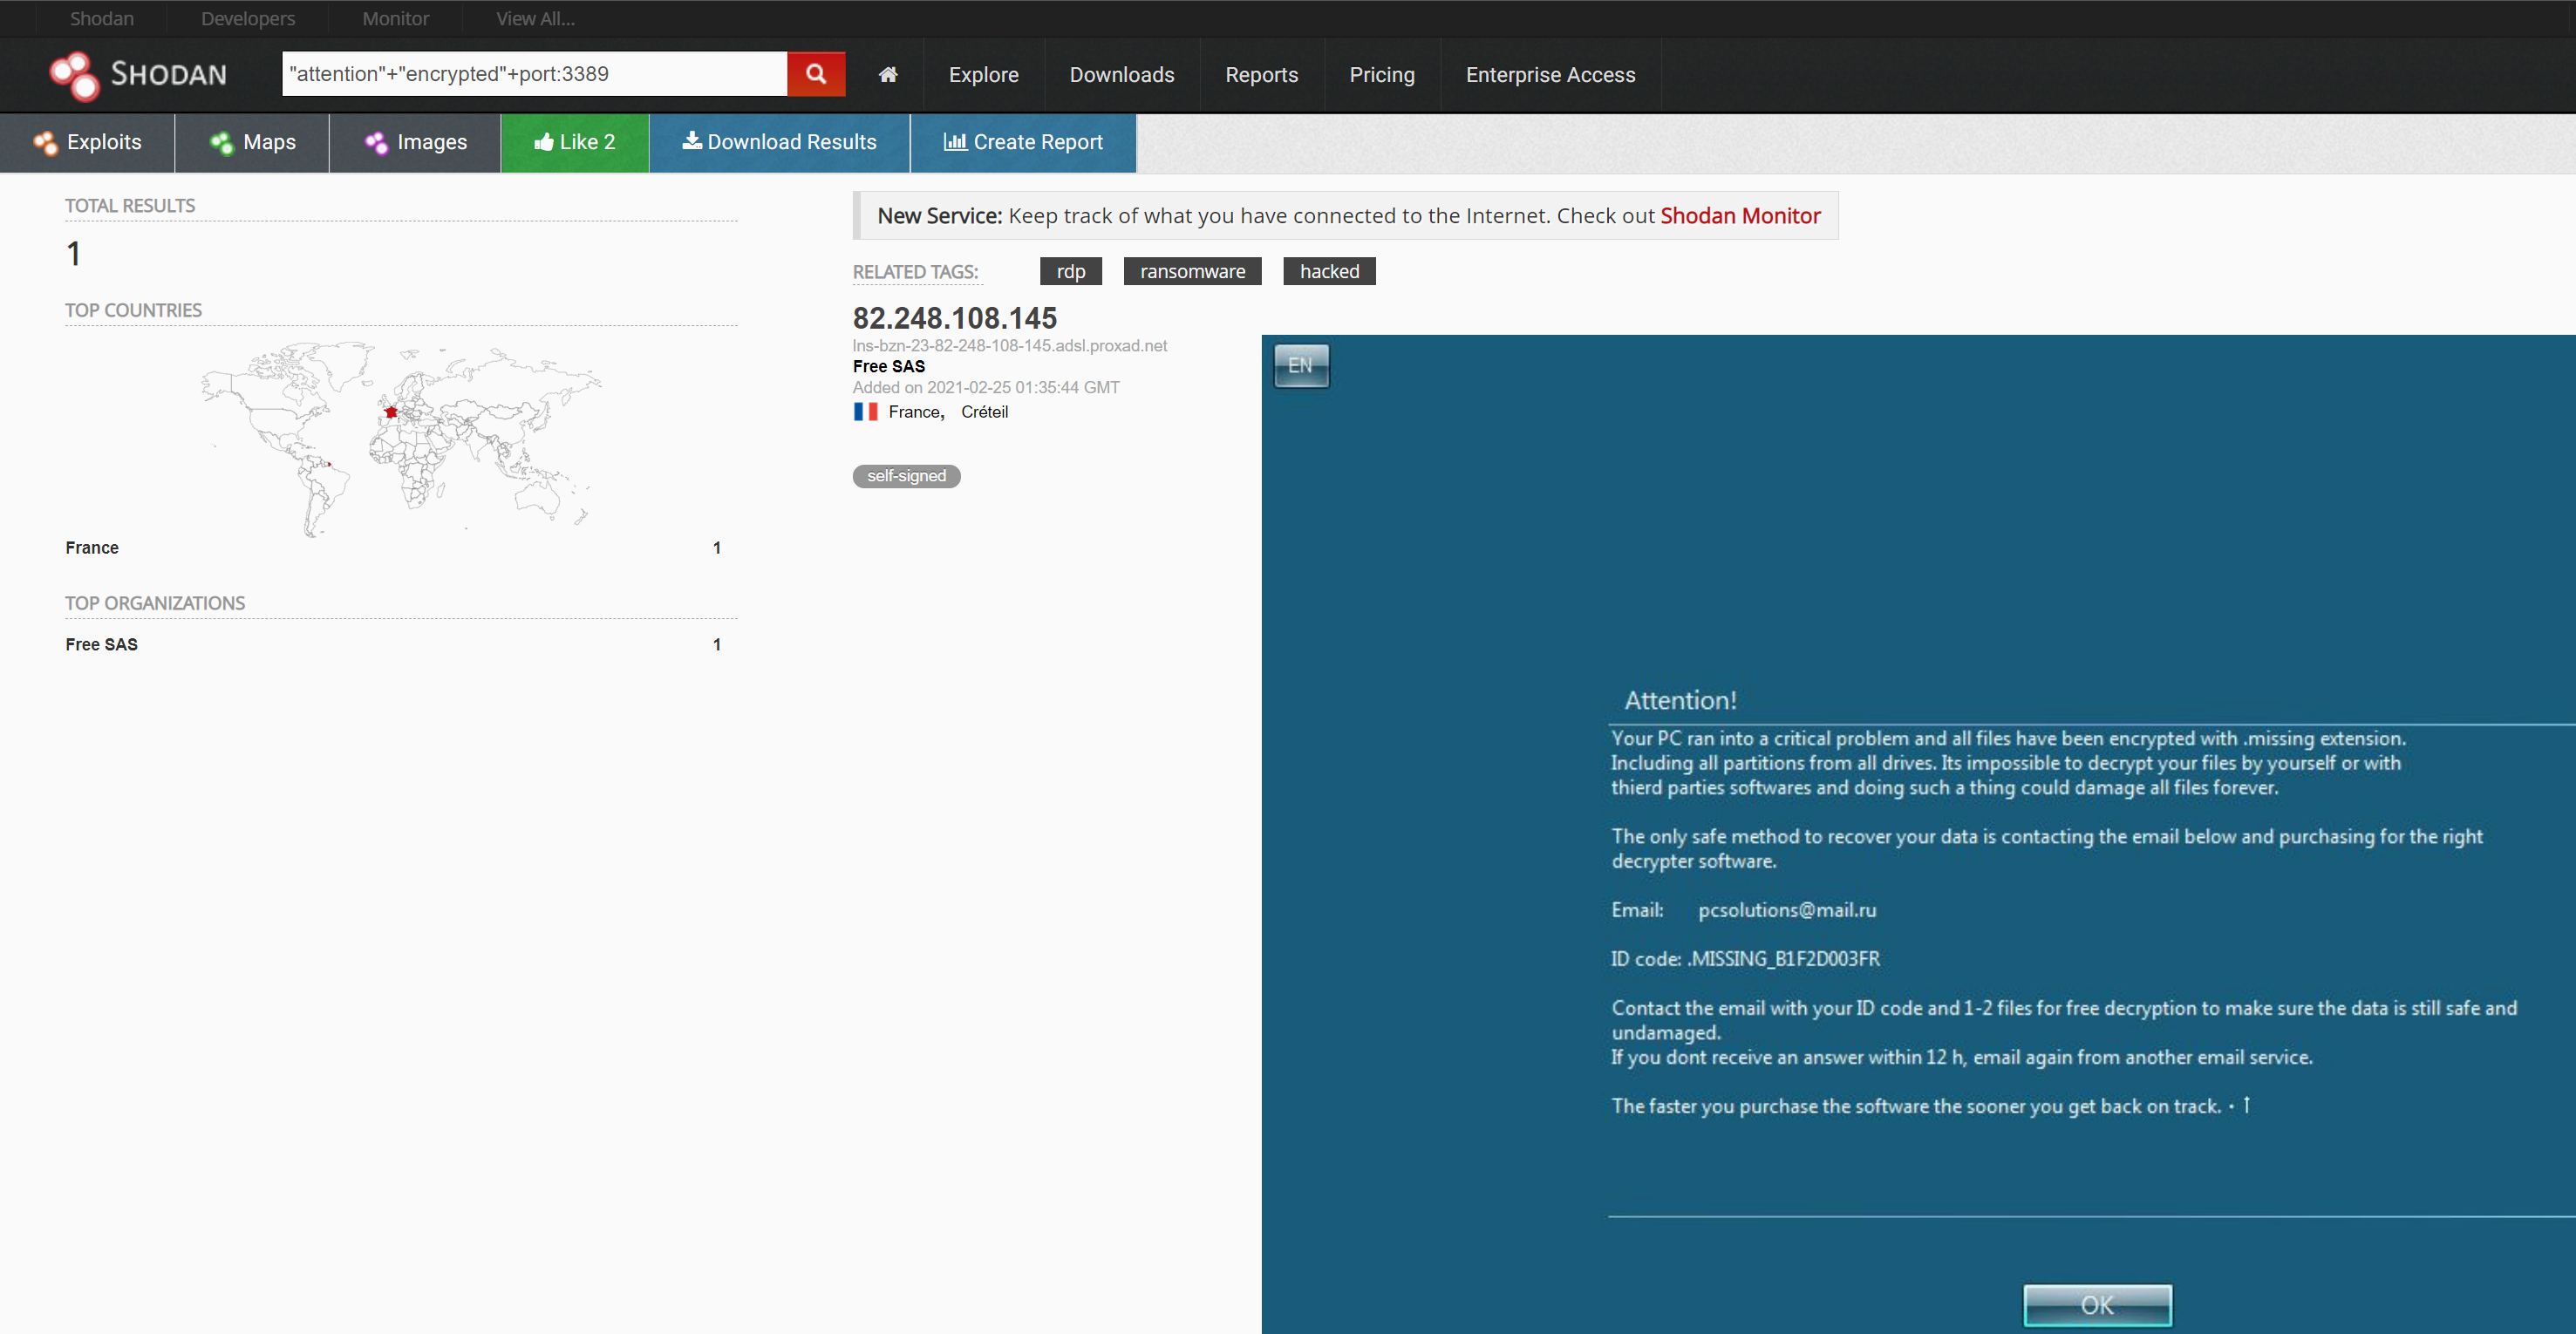 Shodan Developers Monitor View All...
SHODAN "attention"+"encrypted"+port:3389 Explore Downloads Reports Pricing Enterprise Access
Exploits Maps Images Like 2 Download Results Create Report
TOTAL RESULTS
1
TOP COUNTRIES
France 1
TOP ORGANIZATIONS
Free SAS 1
New Service: Keep track of what you have connected to the Internet. Check out Shodan Monitor
RELATED TAGS: rdp ransomware hacked
82.248.108.145
lns-bzn-23-82-248-108-145.adsl.proxad.net
Free SAS
Added on 2021-02-25 01:35:44 GMT
France, Créteil
self-signed
EN
Attention!
Your PC ran into a critical problem and all files have been encrypted with .missing extension.
Including all partitions from all drives. Its impossible to decrypt your files by yourself or with
thierd parties softwares and doing such a thing could damage all files forever.
The only safe method to recover your data is contacting the email below and purchasing for the right
decrypter software.
Email: pcsolutions@mail.ru
ID code: .MISSING_B1F2D003FR
Contact the email with your ID code and 1-2 files for free decryption to make sure the data is still safe and
undamaged.
If you dont receive an answer within 12 h, email again from another email service.
The faster you purchase the software the sooner you get back on track. · ↑
OK